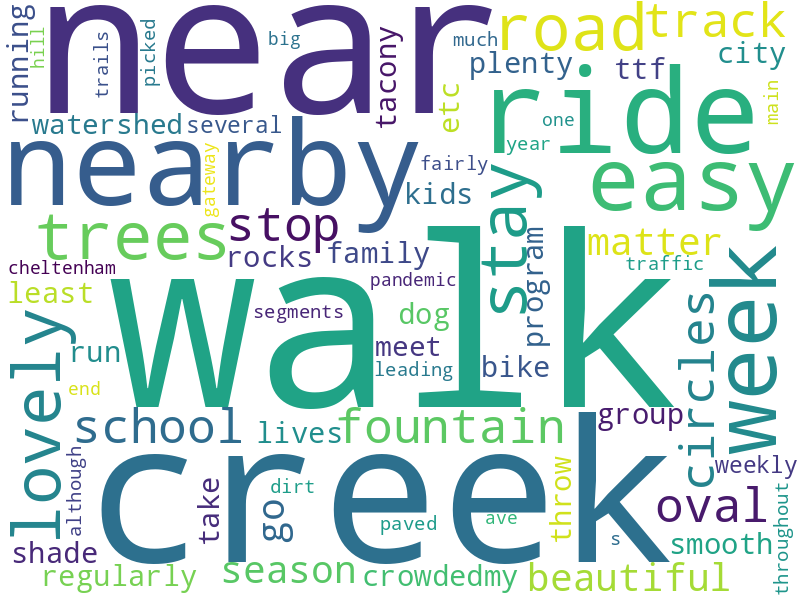 near
road
track
running
hill
trails
picked
big
tacony
much
plenty
etc
ttf
city
main
watershed
several
ride
one
year
nearby
gateway
fairly
kids
stay
easy
trees
stop
rocks
family
program
matter
traffic
cheltenham
least
pandemic
walk
segments
dog
meet
leading
bike
circles
week
lovely
run
end
school
lives
fountain
group
weekly
although
creek
take
go
dirt
paved
ave
throw
s
oval
smooth
throughout
shade
regularly
season
crowdedmy
beautiful